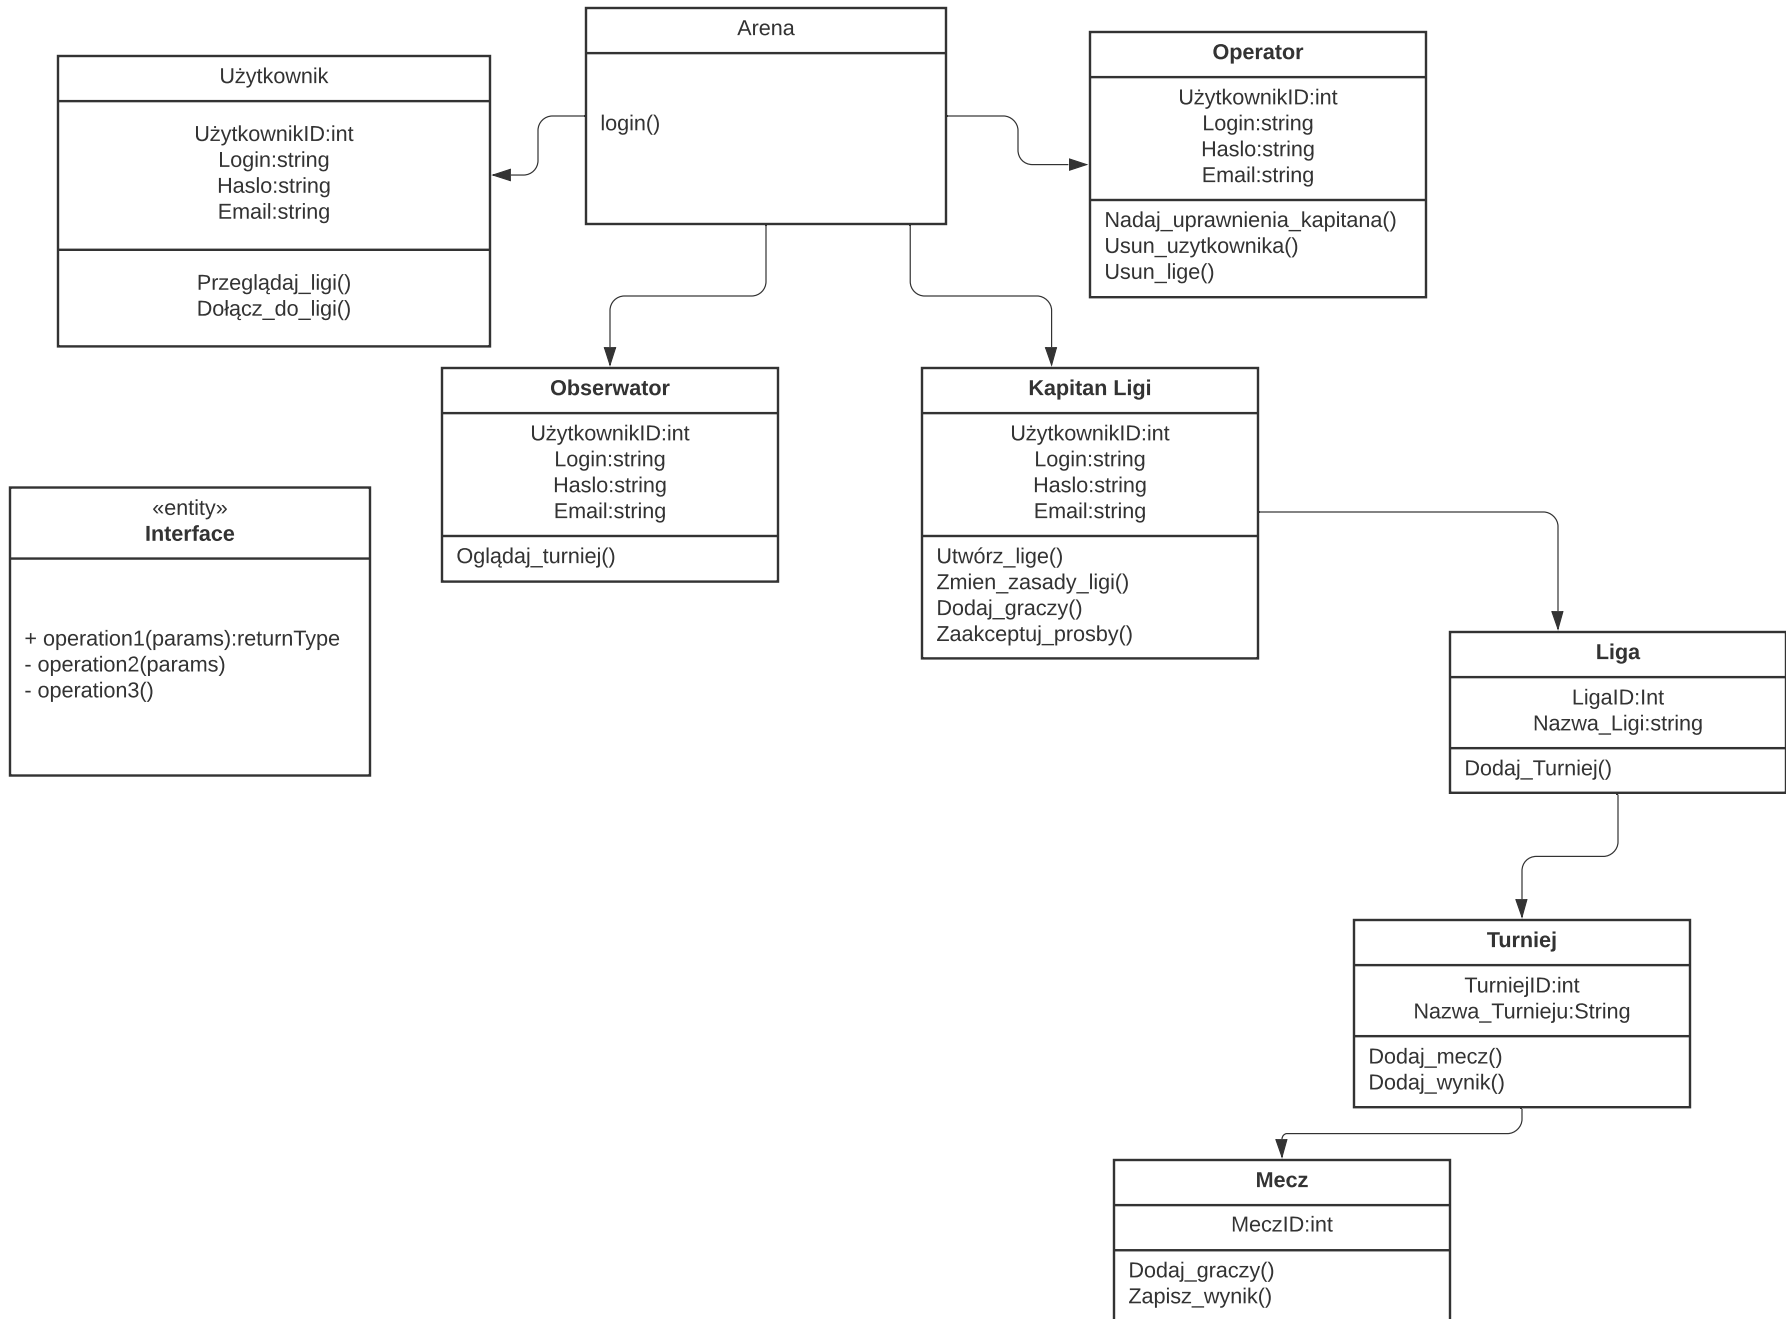 Arena
login()
Użytkownik
UżytkownikID:int
Login:string
Haslo:string
Email:string
Przeglądaj_ligi()
Dołącz_do_ligi()
Operator
UżytkownikID:int
Login:string
Haslo:string
Email:string
Nadaj_uprawnienia_kapitana()
Usun_uzytkownika()
Usun_lige()
Obserwator
UżytkownikID:int
Login:string
Haslo:string
Email:string
Oglądaj_turniej()
Kapitan Ligi
UżytkownikID:int
Login:string
Haslo:string
Email:string
Utwórz_lige()
Zmien_zasady_ligi()
Dodaj_graczy()
Zaakceptuj_prosby()
«entity»
Interface
+ operation1(params):returnType
- operation2(params)
- operation3()
Liga
LigaID:Int
Nazwa_Ligi:string
Dodaj_Turniej()
Turniej
TurniejID:int
Nazwa_Turnieju:String
Dodaj_mecz()
Dodaj_wynik()
Mecz
MeczID:int
Dodaj_graczy()
Zapisz_wynik()